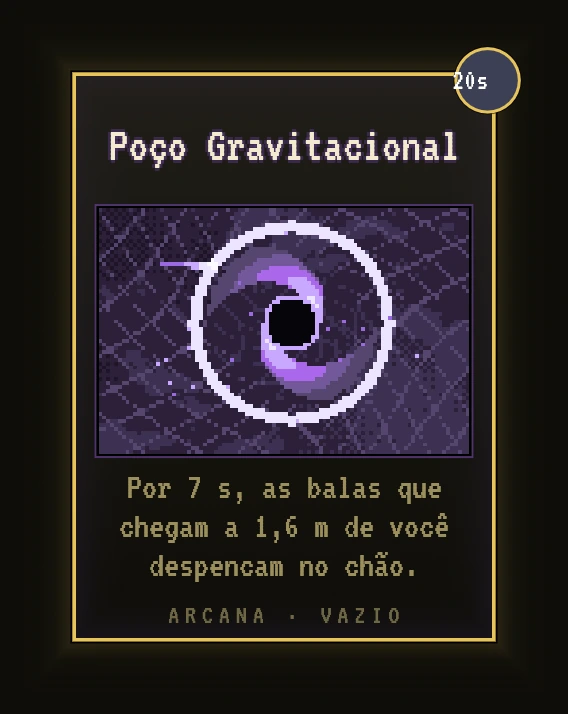 20s
Poço Gravitacional
Por 7 s, as balas que
chegam a 1,6 m de você
despencam no chão.
ARCANA · VAZIO